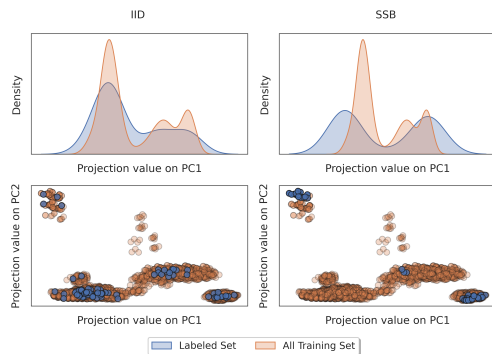 IID
SSB
Density
Density
Projection value on PC1
Projection value on PC1
Projection value on PC2
Projection value on PC2
Projection value on PC1
Projection value on PC1
Labeled Set
All Training Set